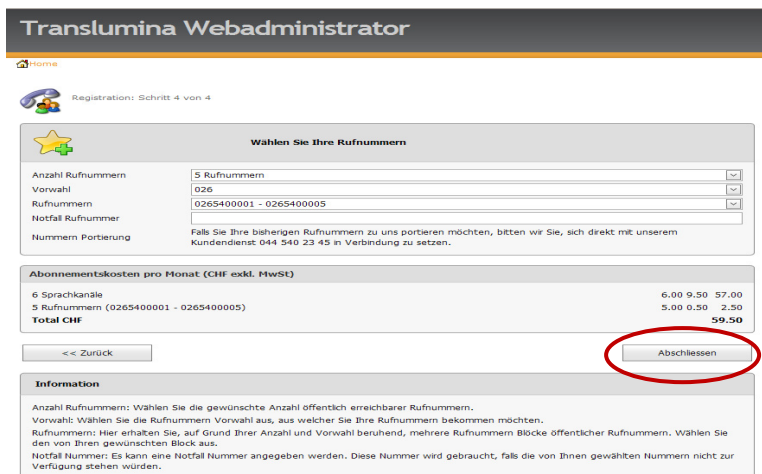 Translumina Webadministrator
Home
Registration: Schritt 4 von 4
Wählen Sie Ihre Rufnummern
Anzahl Rufnummern 5 Rufnummern
Vorwahl 026
Rufnummern 0265400001 - 0265400005
Notfall Rufnummer
Nummern Portierung Falls Sie Ihre bisherigen Rufnummern zu uns portieren möchten, bitten wir Sie, sich direkt mit unserem
Kundendienst 044 540 23 45 in Verbindung zu setzen.
Abonnementskosten pro Monat (CHF exkl. MwSt)
6 Sprachkanäle 6.00 9.50 57.00
5 Rufnummern (0265400001 - 0265400005) 5.00 0.50 2.50
Total CHF 59.50
<< Zurück Abschliessen
Information
Anzahl Rufnummern: Wählen Sie die gewünschte Anzahl öffentlich erreichbarer Rufnummern.
Vorwahl: Wählen Sie die Rufnummern Vorwahl aus, aus welcher Sie Ihre Rufnummern bekommen möchten.
Rufnummern: Hier erhalten Sie, auf Grund Ihrer Anzahl und Vorwahl beruhend, mehrere Rufnummern Blöcke öffentlicher Rufnummern. Wählen Sie
den von Ihren gewünschten Block aus.
Notfall Nummer: Es kann eine Notfall Nummer angegeben werden. Diese Nummer wird gebraucht, falls die von Ihnen gewählten Nummern nicht zur
Verfügung stehen würden.